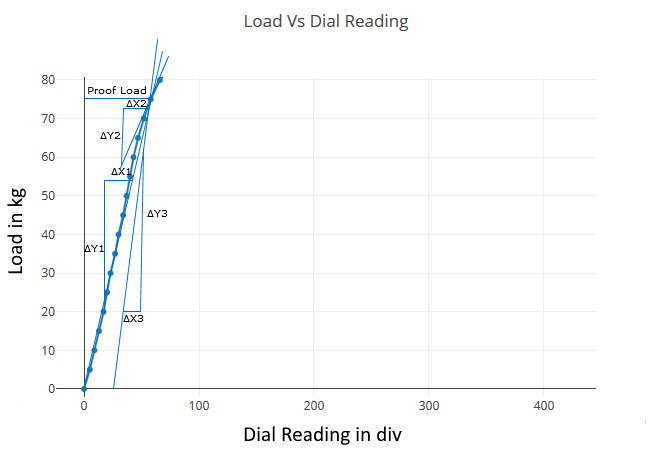 Load Vs Dial Reading
80
Proof Load
ΔX2
70
ΔY2
60
ΔX1
50
ΔY3
40
ΔY1
30
20
ΔX3
10
0
0 100 200 300 400
Load in kg
Dial Reading in div